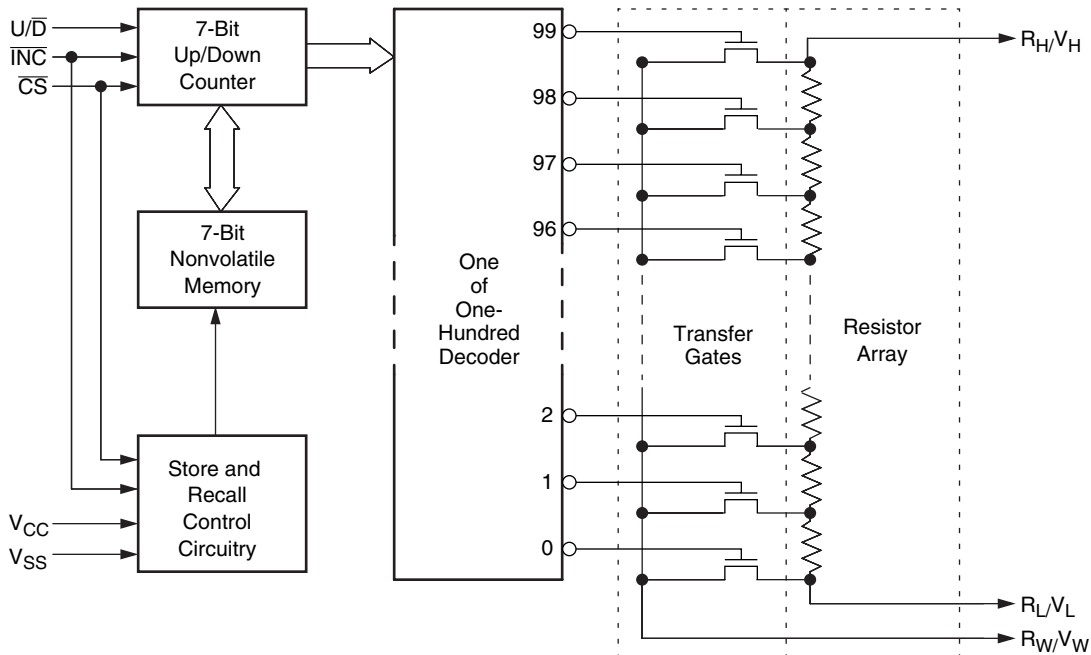 U/D̅
I̅N̅C̅
C̅S̅
7-Bit
Up/Down
Counter
7-Bit
Nonvolatile
Memory
Store and
Recall
Control
Circuitry
VCC
VSS
One
of
One-
Hundred
Decoder
99
98
97
96
2
1
0
Transfer
Gates
Resistor
Array
RH/VH
RL/VL
RW/VW